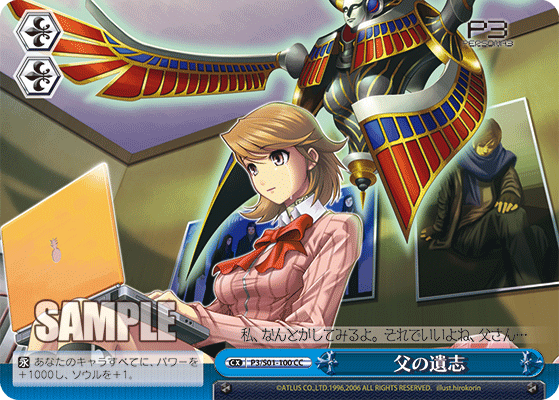 P3
PERSONA3
SAMPLE
私、なんとかしてみるよ。それでいいよね、父さん…
永 あなたのキャラすべてに、パワーを
+1000し、ソウルを+1。
CX P3/S01-100 CC 父の遺志
©ATLUS CO.,LTD.1996,2006 ALL RIGHTS RESERVED. illust.hirokorin